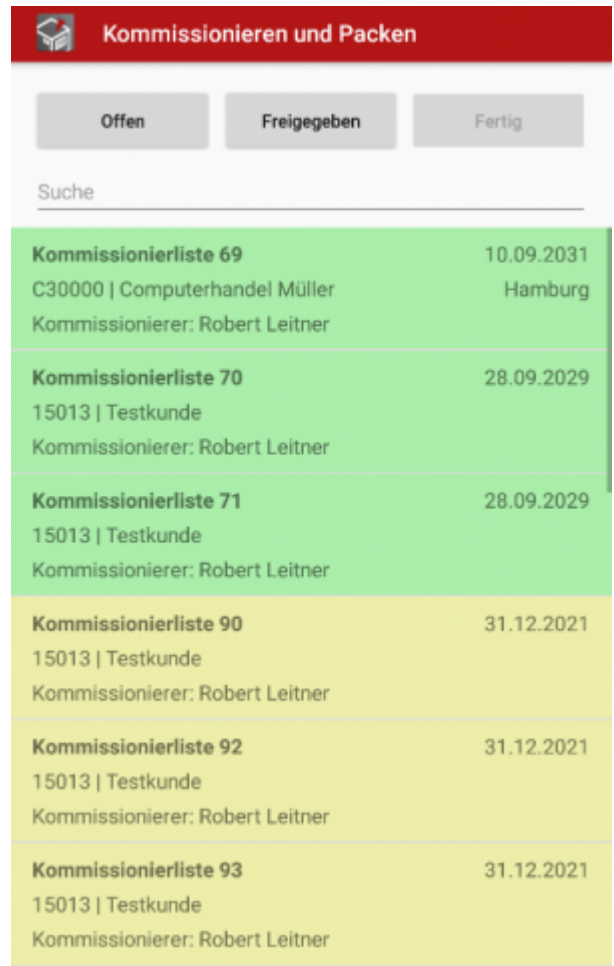 Kommissionieren und Packen
Offen Freigegeben Fertig
Suche
Kommissionierliste 69 10.09.2031
C30000 | Computerhandel Müller Hamburg
Kommissionierer: Robert Leitner
Kommissionierliste 70 28.09.2029
15013 | Testkunde
Kommissionierer: Robert Leitner
Kommissionierliste 71 28.09.2029
15013 | Testkunde
Kommissionierer: Robert Leitner
Kommissionierliste 90 31.12.2021
15013 | Testkunde
Kommissionierer: Robert Leitner
Kommissionierliste 92 31.12.2021
15013 | Testkunde
Kommissionierer: Robert Leitner
Kommissionierliste 93 31.12.2021
15013 | Testkunde
Kommissionierer: Robert Leitner